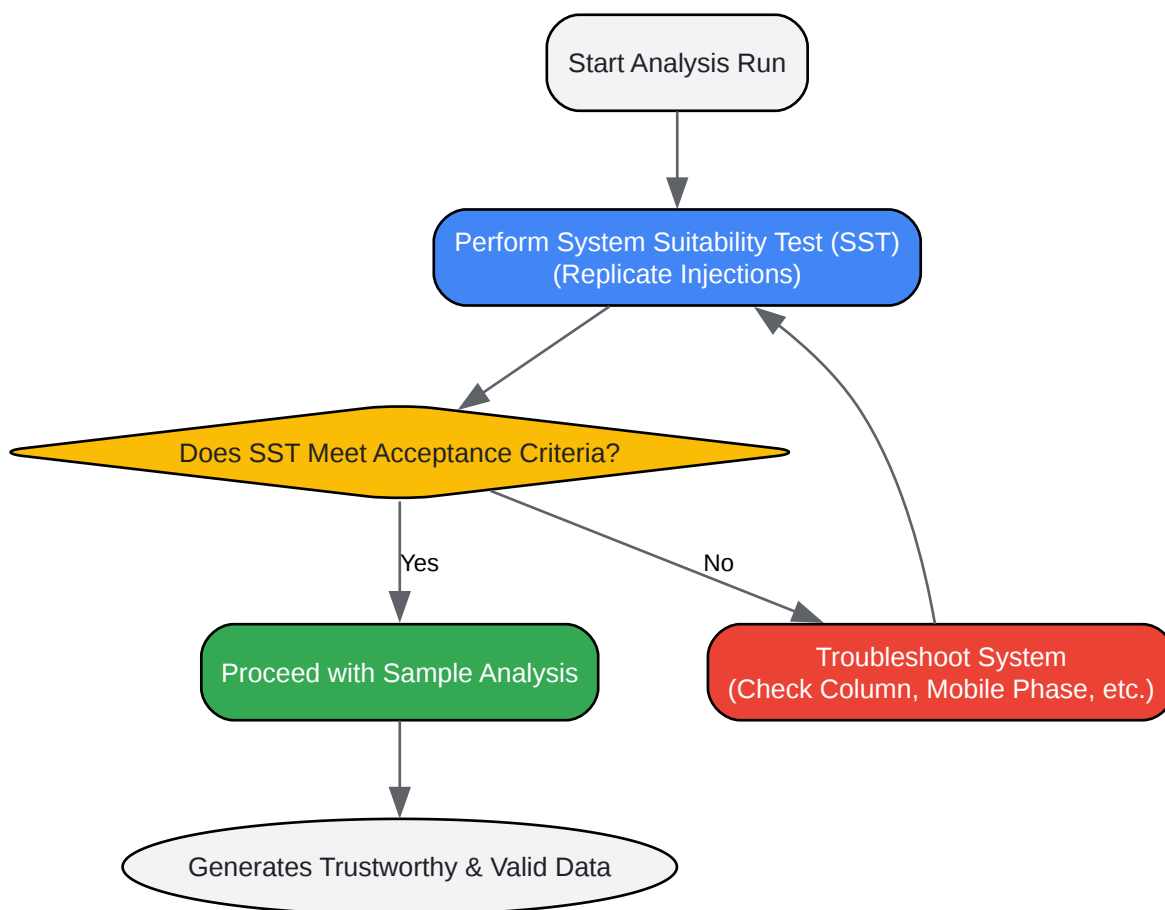 Start Analysis Run
Perform System Suitability Test (SST)
(Replicate Injections)
Does SST Meet Acceptance Criteria?
Yes
No
Proceed with Sample Analysis
Troubleshoot System
(Check Column, Mobile Phase, etc.)
Generates Trustworthy & Valid Data